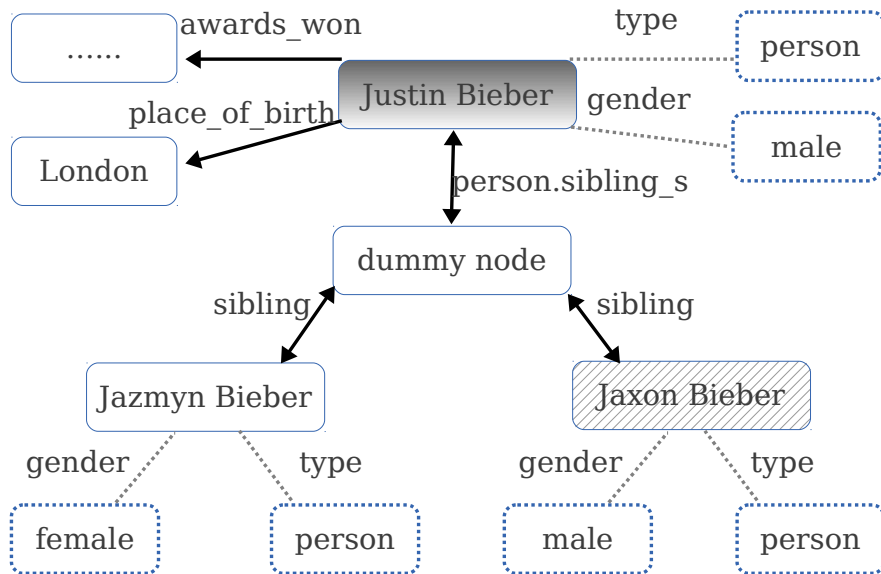 awards_won
type
......
person
Justin Bieber
gender
place_of_birth
male
London
person.sibling_s
dummy node
sibling
sibling
Jazmyn Bieber
Jaxon Bieber
gender
type
gender
type
female
person
male
person